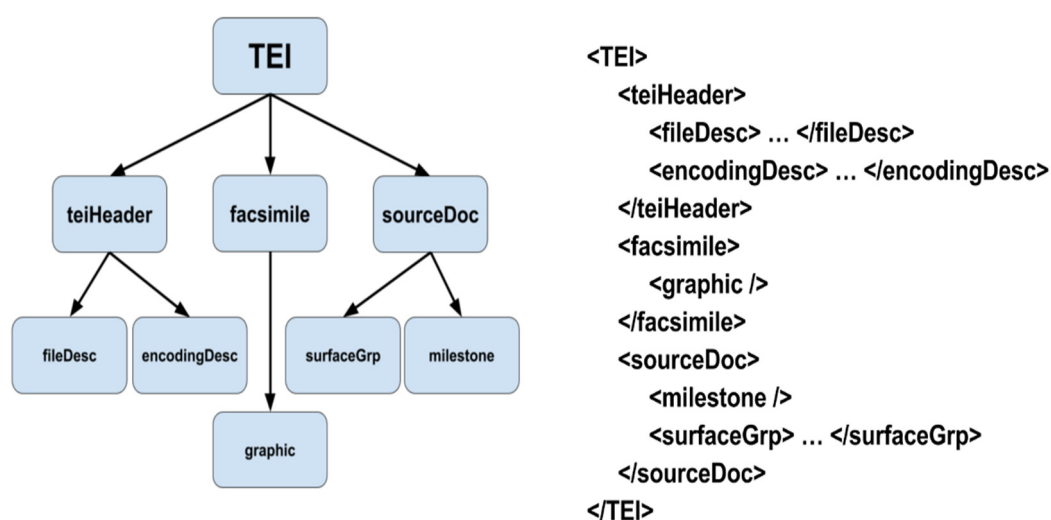 TEI
teiHeader
facsimile
sourceDoc
fileDesc
encodingDesc
surfaceGrp
milestone
graphic
<TEI>
<teiHeader>
<fileDesc> ... </fileDesc>
<encodingDesc> ... </encodingDesc>
</teiHeader>
<facsimile>
<graphic />
</facsimile>
<sourceDoc>
<milestone />
<surfaceGrp> ... </surfaceGrp>
</sourceDoc>
</TEI>